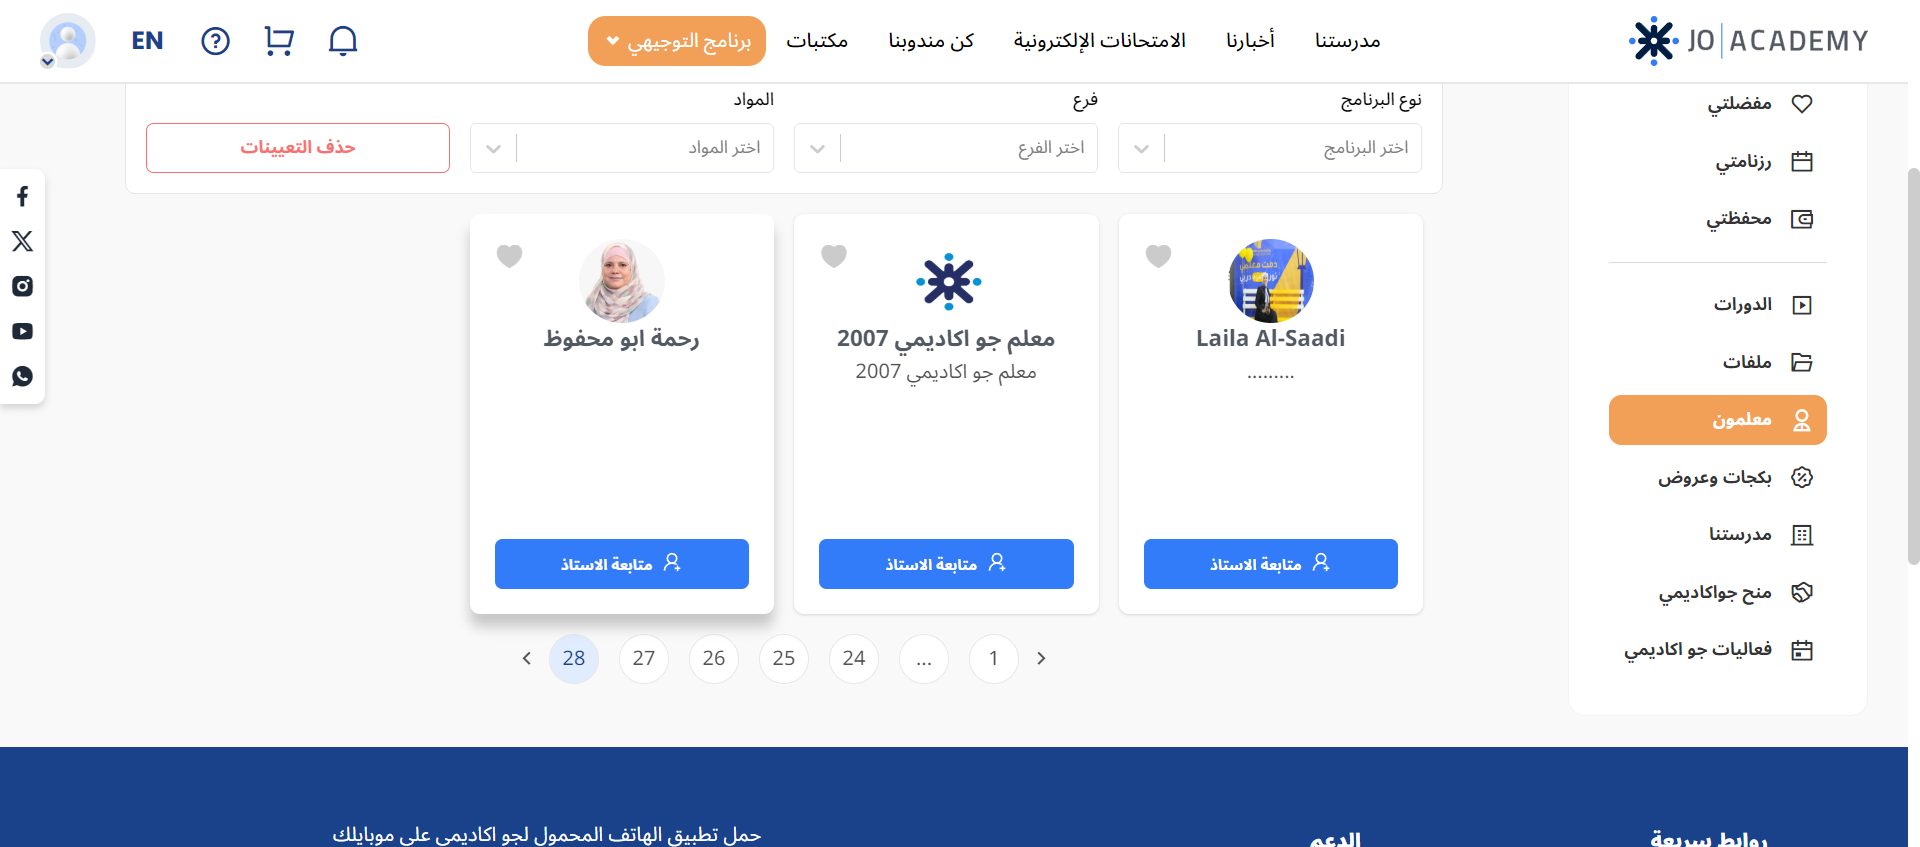 JO ACADEMY
مدرستنا
أخبارنا
الامتحانات الإلكترونية
كن مندوبنا
مكتبات
برنامج التوجيهي
EN
مفضلتي
رزنامتي
محفظتي
الدورات
ملفات
معلمون
بكجات وعروض
مدرستنا
منح جواكاديمي
فعاليات جو اكاديمي
نوع البرنامج
فرع
المواد
اختر البرنامج
اختر الفرع
اختر المواد
حذف التعيينات
Laila Al-Saadi
.........
متابعة الاستاذ
معلم جو اكاديمي 2007
معلم جو اكاديمي 2007
متابعة الاستاذ
رحمة ابو محفوظ
متابعة الاستاذ
1 ... 24 25 26 27 28
روابط سريعة
الدعم
حمل تطبيق الهاتف المحمول لجو اكاديمي على موبايلك